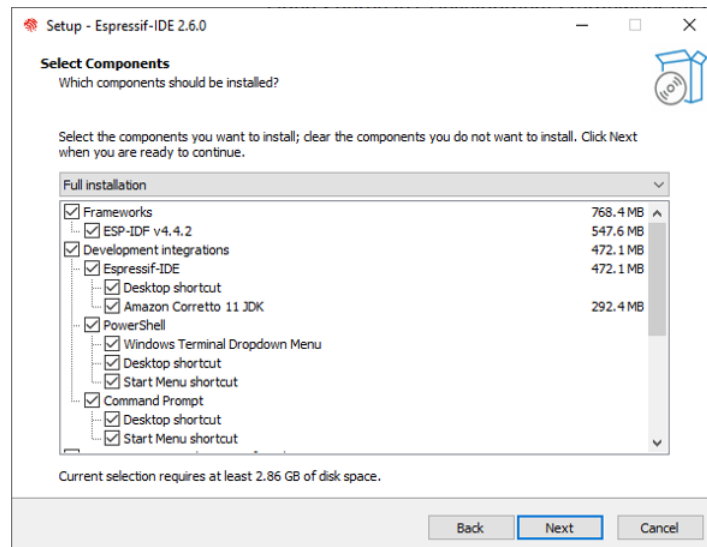 Setup - Espressif-IDE 2.6.0
Select Components
Which components should be installed?
Select the components you want to install; clear the components you do not want to install. Click Next
when you are ready to continue.
Full installation
Frameworks 768.4 MB
ESP-IDF v4.4.2 547.6 MB
Development integrations 472.1 MB
Espressif-IDE 472.1 MB
Desktop shortcut
Amazon Corretto 11 JDK 292.4 MB
PowerShell
Windows Terminal Dropdown Menu
Desktop shortcut
Start Menu shortcut
Command Prompt
Desktop shortcut
Start Menu shortcut
Current selection requires at least 2.86 GB of disk space.
Back Next Cancel